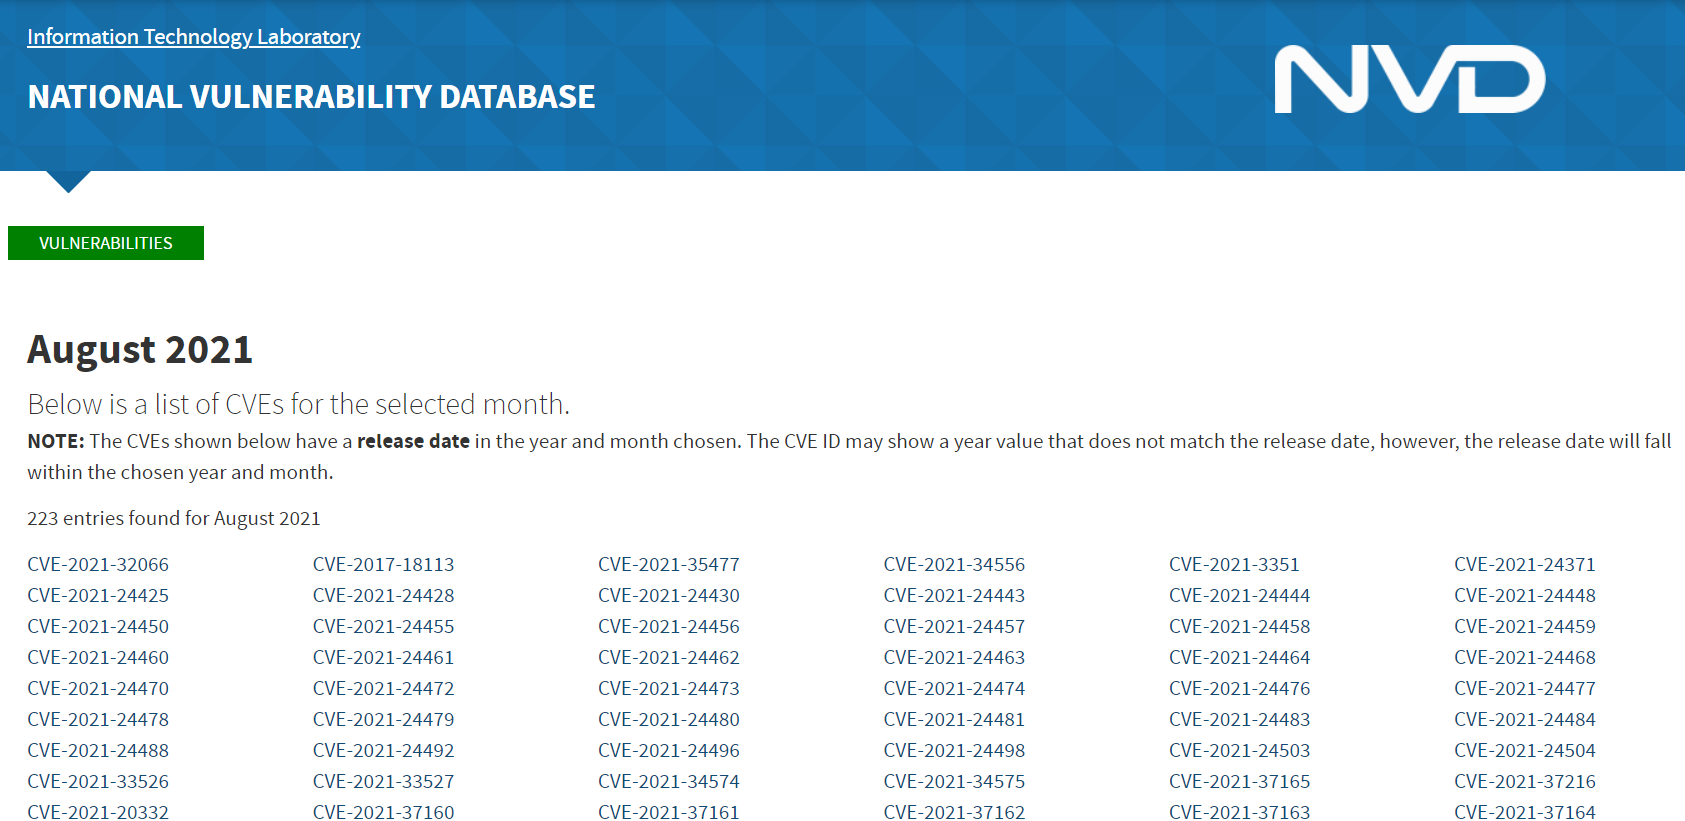 Information Technology Laboratory
NATIONAL VULNERABILITY DATABASE
NVD
VULNERABILITIES
August 2021
Below is a list of CVEs for the selected month.
NOTE: The CVEs shown below have a release date in the year and month chosen. The CVE ID may show a year value that does not match the release date, however, the release date will fall
within the chosen year and month.
223 entries found for August 2021
CVE-2021-32066 CVE-2017-18113 CVE-2021-35477 CVE-2021-34556 CVE-2021-3351 CVE-2021-24371
CVE-2021-24425 CVE-2021-24428 CVE-2021-24430 CVE-2021-24443 CVE-2021-24444 CVE-2021-24448
CVE-2021-24450 CVE-2021-24455 CVE-2021-24456 CVE-2021-24457 CVE-2021-24458 CVE-2021-24459
CVE-2021-24460 CVE-2021-24461 CVE-2021-24462 CVE-2021-24463 CVE-2021-24464 CVE-2021-24468
CVE-2021-24470 CVE-2021-24472 CVE-2021-24473 CVE-2021-24474 CVE-2021-24476 CVE-2021-24477
CVE-2021-24478 CVE-2021-24479 CVE-2021-24480 CVE-2021-24481 CVE-2021-24483 CVE-2021-24484
CVE-2021-24488 CVE-2021-24492 CVE-2021-24496 CVE-2021-24498 CVE-2021-24503 CVE-2021-24504
CVE-2021-33526 CVE-2021-33527 CVE-2021-34574 CVE-2021-34575 CVE-2021-37165 CVE-2021-37216
CVE-2021-20332 CVE-2021-37160 CVE-2021-37161 CVE-2021-37162 CVE-2021-37163 CVE-2021-37164